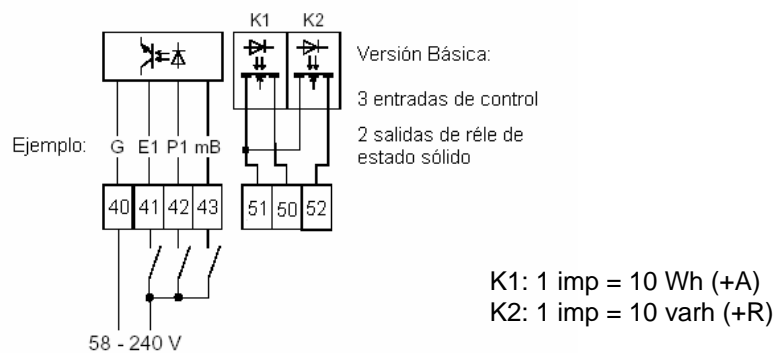 K1 K2
Versión Básica:
3 entradas de control
2 salidas de réle de
estado sólido
Ejemplo: G E1 P1 mB
40 41 42 43 51 50 52
58 - 240 V
K1: 1 imp = 10 Wh (+A)
K2: 1 imp = 10 varh (+R)